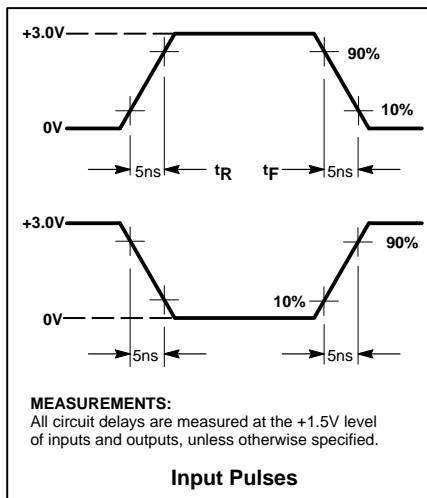 +3.0V
90%
10%
0V
5ns tR tF 5ns
+3.0V
90%
10%
0V
5ns 5ns
MEASUREMENTS:
All circuit delays are measured at the +1.5V level
of inputs and outputs, unless otherwise specified.
Input Pulses